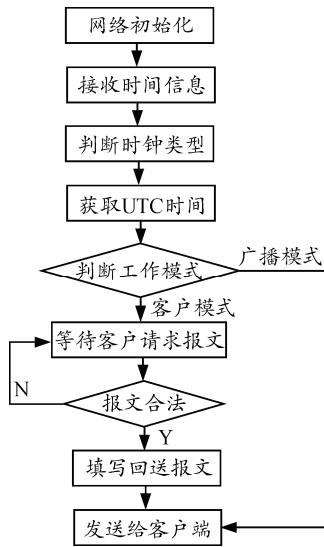 网络初始化
接收时间信息
判断时钟类型
获取UTC时间
广播模式
判断工作模式
客户模式
等待客户请求报文
N
报文合法
Y
填写回送报文
发送给客户端